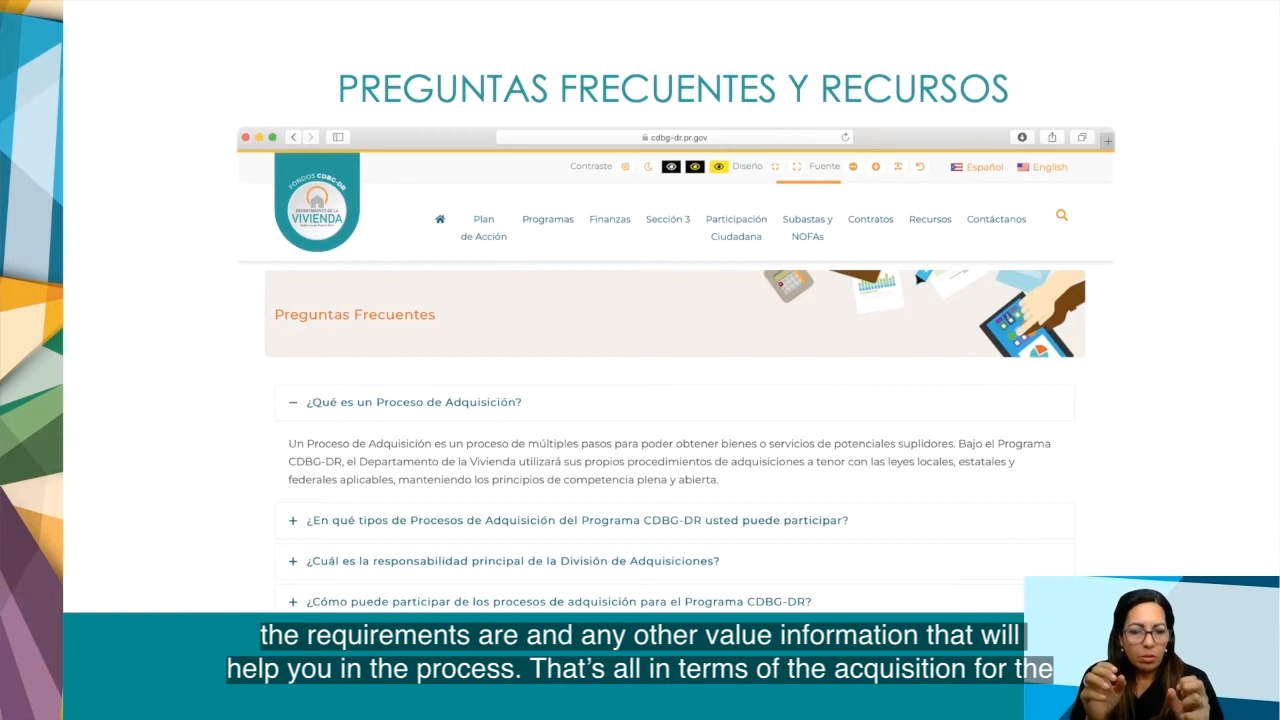 PREGUNTAS FRECUENTES Y RECURSOS
cdbg-dr.pr.gov
Contraste
Diseño
Fuente
Español
English
FONDOS CDBG-DR
DEPARTAMENTO DE LA
VIVIENDA
Plan
de Acción
Programas
Finanzas
Sección 3
Participación
Ciudadana
Subastas y
NOFAs
Contratos
Recursos
Contáctanos
Preguntas Frecuentes
− ¿Qué es un Proceso de Adquisición?
Un Proceso de Adquisición es un proceso de múltiples pasos para poder obtener bienes o servicios de potenciales suplidores. Bajo el Programa
CDBG-DR, el Departamento de la Vivienda utilizará sus propios procedimientos de adquisiciones a tenor con las leyes locales, estatales y
federales aplicables, manteniendo los principios de competencia plena y abierta.
+ ¿En qué tipos de Procesos de Adquisición del Programa CDBG-DR usted puede participar?
+ ¿Cuál es la responsabilidad principal de la División de Adquisiciones?
+ ¿Cómo puede participar de los procesos de adquisición para el Programa CDBG-DR?
the requirements are and any other value information that will
help you in the process. That's all in terms of the acquisition for the